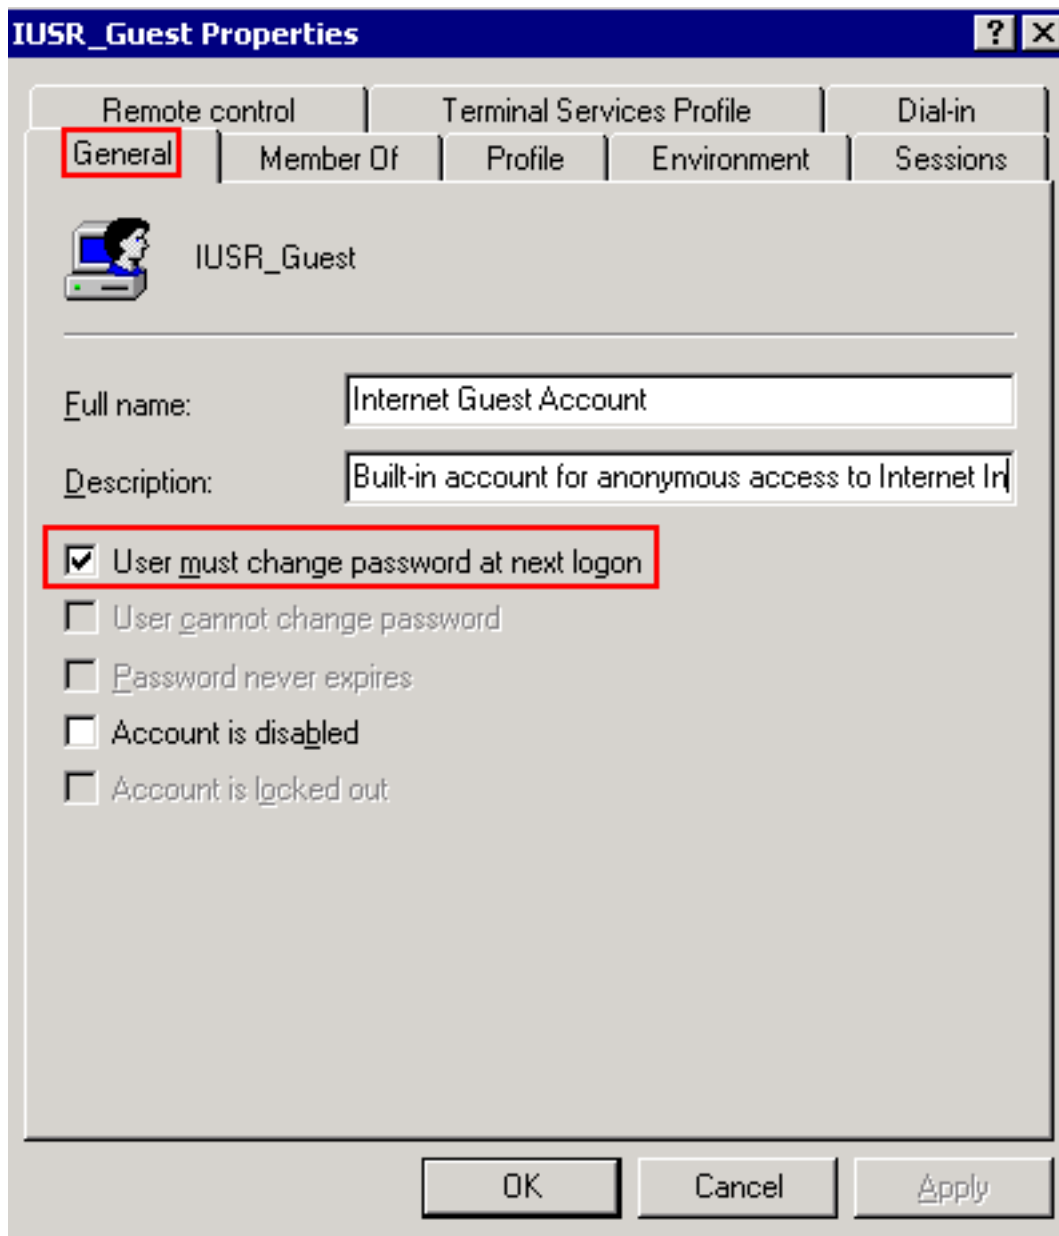 IUSR_Guest Properties
Remote control Terminal Services Profile Dial-in
General Member Of Profile Environment Sessions
IUSR_Guest
Full name: Internet Guest Account
Description: Built-in account for anonymous access to Internet In
User must change password at next logon
User cannot change password
Password never expires
Account is disabled
Account is locked out
OK Cancel Apply